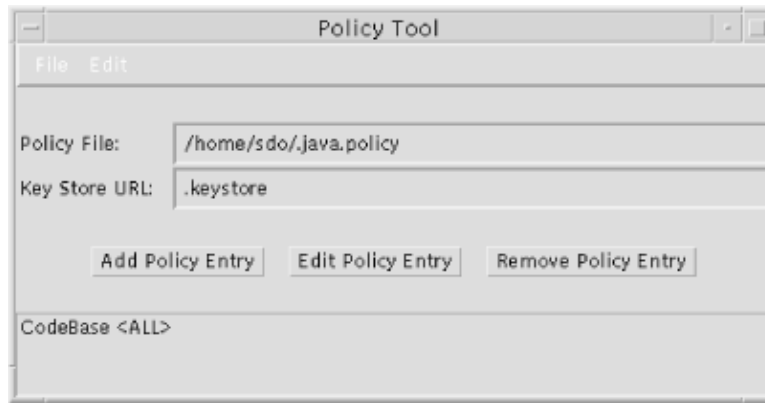 Policy Tool
File Edit
Policy File: /home/sdo/.java.policy
Key Store URL: .keystore
Add Policy Entry Edit Policy Entry Remove Policy Entry
CodeBase <ALL>